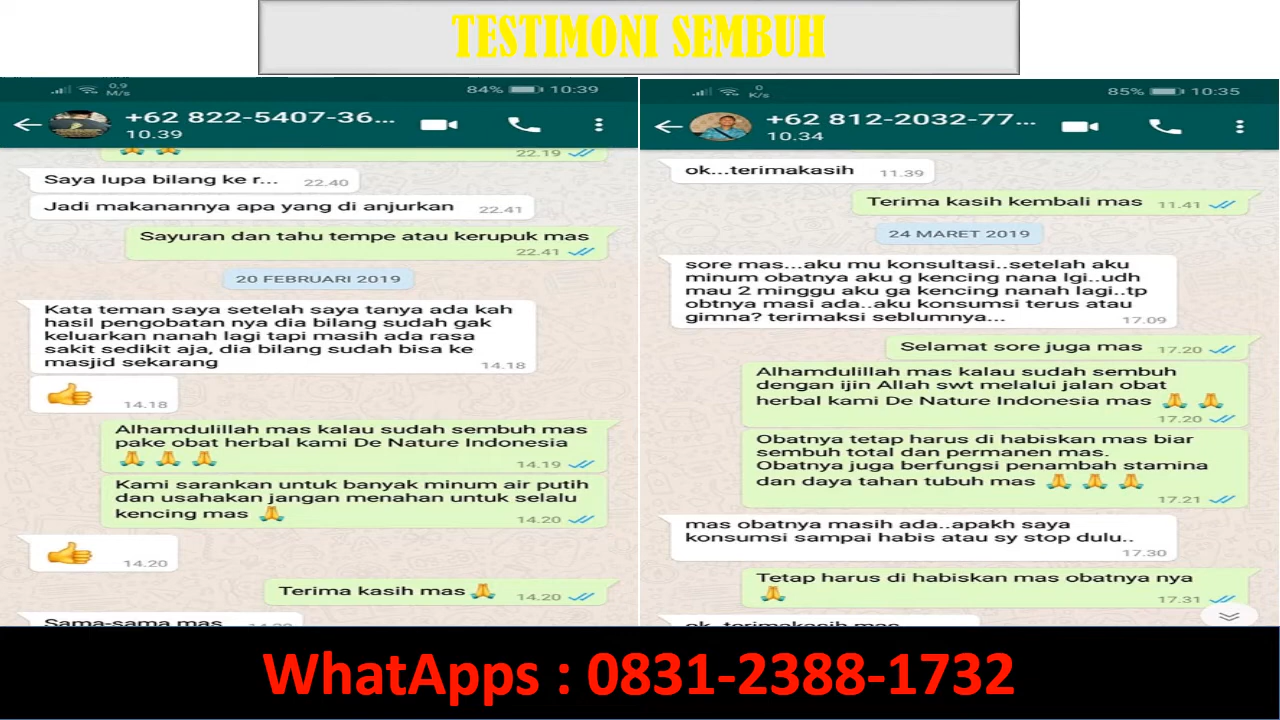 TESTIMONI SEMBUH
0,9
M/s
84% 10:39
+62 822-5407-36...
10.39
22.19
Saya lupa bilang ke r... 22.40
Jadi makanannya apa yang di anjurkan 22.41
Sayuran dan tahu tempe atau kerupuk mas
22.41
20 FEBRUARI 2019
Kata teman saya setelah saya tanya ada kah
hasil pengobatan nya dia bilang sudah gak
keluarkan nanah lagi tapi masih ada rasa
sakit sedikit aja, dia bilang sudah bisa ke
masjid sekarang
14.18
👍 14.18
Alhamdulillah mas kalau sudah sembuh mas
pake obat herbal kami De Nature Indonesia
🙏 🙏 🙏 14.19
Kami sarankan untuk banyak minum air putih
dan usahakan jangan menahan untuk selalu
kencing mas 🙏 14.20
👍 14.20
Terima kasih mas 🙏 14.20
Sama-sama mas
0
K/s
85% 10:35
+62 812-2032-77...
10.34
ok...terimakasih 11.39
Terima kasih kembali mas 11.41
24 MARET 2019
sore mas...aku mu konsultasi..setelah aku
minum obatnya aku g kencing nana lgi..udh
mau 2 minggu aku ga kencing nanah lagi..tp
obtnya masi ada..aku konsumsi terus atau
gimna? terimaksi seblumnya...
17.09
Selamat sore juga mas 17.20
Alhamdulillah mas kalau sudah sembuh
dengan ijin Allah swt melalui jalan obat
herbal kami De Nature Indonesia mas 🙏 🙏
17.20
Obatnya tetap harus di habiskan mas biar
sembuh total dan permanen mas.
Obatnya juga berfungsi penambah stamina
dan daya tahan tubuh mas 🙏 🙏 🙏
17.21
mas obatnya masih ada..apakh saya
konsumsi sampai habis atau sy stop dulu..
17.30
Tetap harus di habiskan mas obatnya nya
🙏 17.31
ok..terimakasih mas
WhatApps : 0831-2388-1732